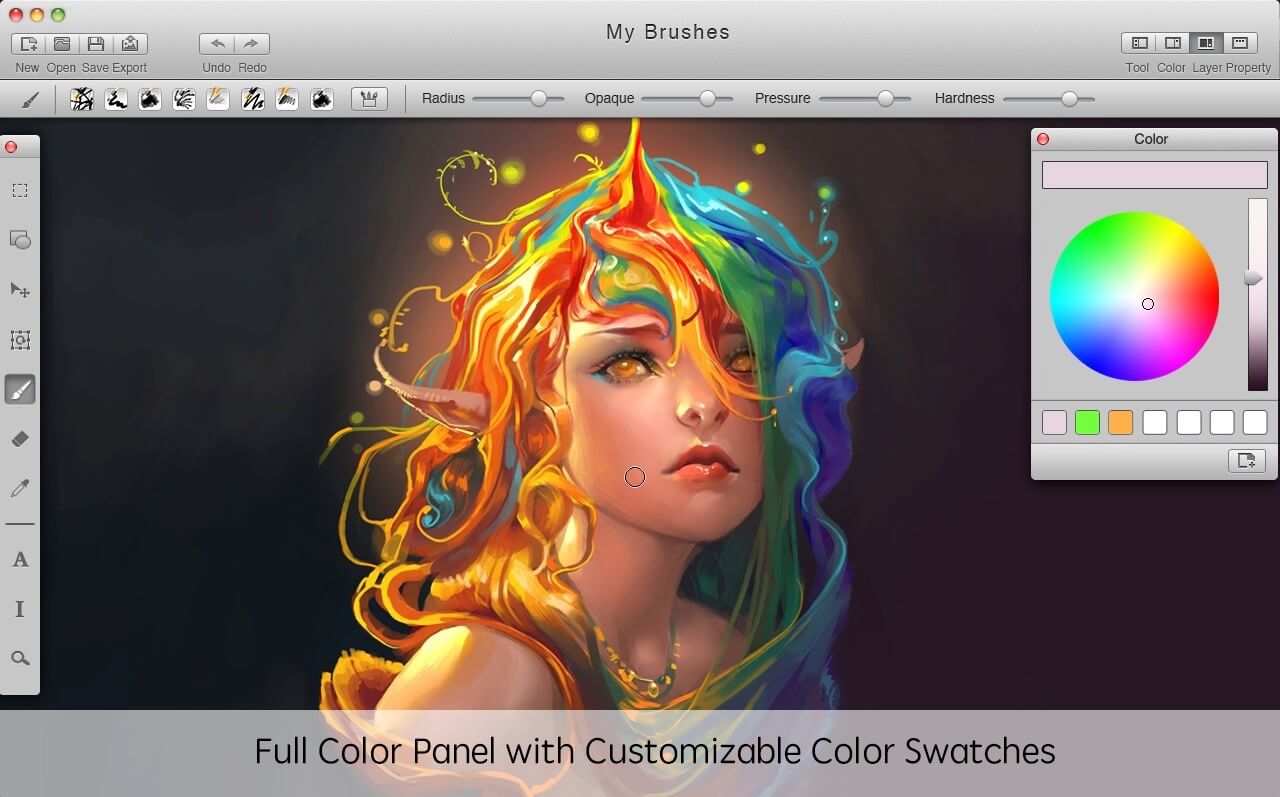 My Brushes
New Open Save Export Undo Redo Tool Color Layer Property
Radius Opaque Pressure Hardness
Color
A
I
Full Color Panel with Customizable Color Swatches